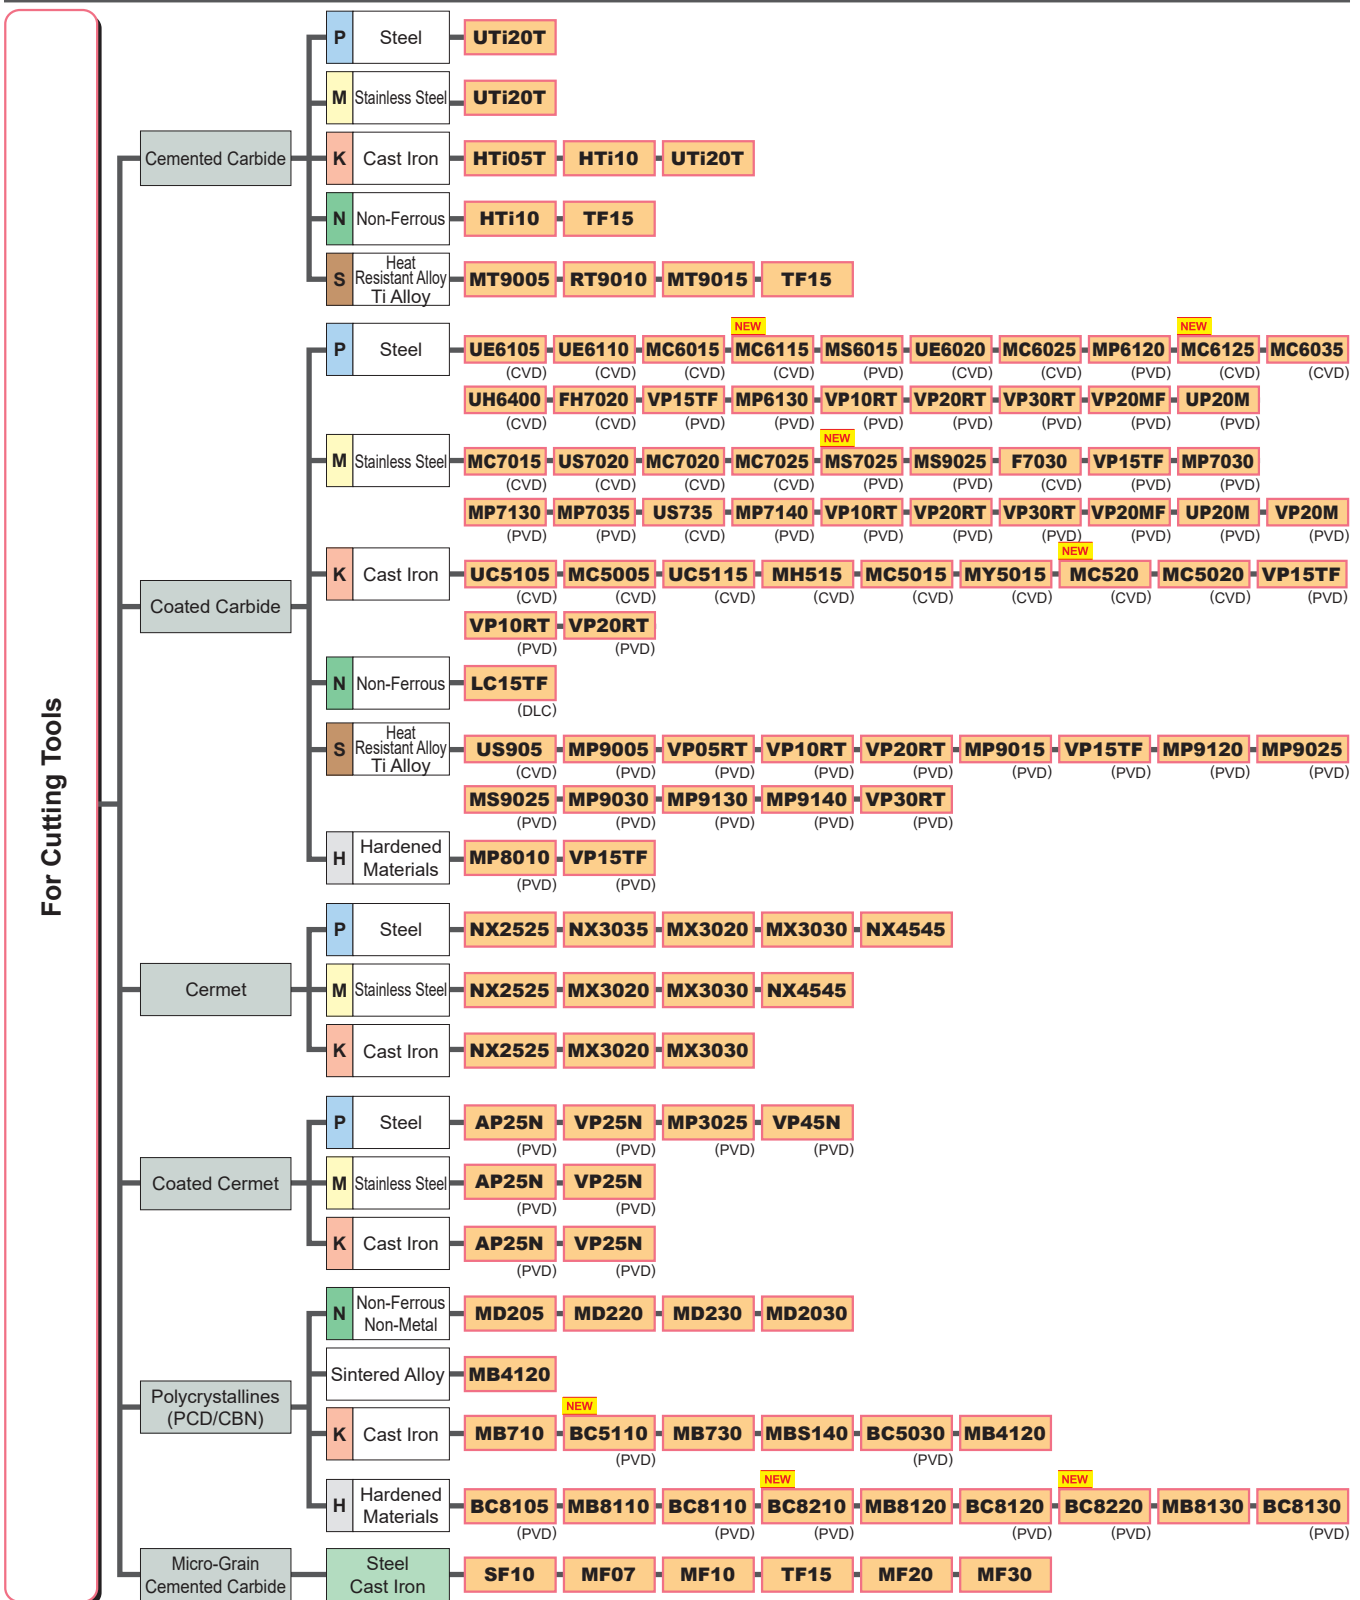 For Cutting Tools
Cemented Carbide
P Steel UTi20T
M Stainless Steel UTi20T
K Cast Iron HTi05T HTi10 UTi20T
N Non-Ferrous HTi10 TF15
S Heat
Resistant Alloy
Ti Alloy
MT9005 RT9010 MT9015 TF15
Coated Carbide
NEW NEW
P Steel UE6105 UE6110 MC6015 MC6115 MS6015 UE6020 MC6025 MP6120 MC6125 MC6035
(CVD) (CVD) (CVD) (CVD) (PVD) (CVD) (CVD) (PVD) (CVD) (CVD)
UH6400 FH7020 VP15TF MP6130 VP10RT VP20RT VP30RT VP20MF UP20M
(CVD) (CVD) (PVD) (PVD) (PVD) (PVD) (PVD) (PVD) (PVD)
NEW
M Stainless Steel MC7015 US7020 MC7020 MC7025 MS7025 MS9025 F7030 VP15TF MP7030
(CVD) (CVD) (CVD) (CVD) (PVD) (PVD) (CVD) (PVD) (PVD)
MP7130 MP7035 US735 MP7140 VP10RT VP20RT VP30RT VP20MF UP20M VP20M
(PVD) (PVD) (CVD) (PVD) (PVD) (PVD) (PVD) (PVD) (PVD) (PVD)
NEW
K Cast Iron UC5105 MC5005 UC5115 MH515 MC5015 MY5015 MC520 MC5020 VP15TF
(CVD) (CVD) (CVD) (CVD) (CVD) (CVD) (CVD) (CVD) (PVD)
VP10RT VP20RT
(PVD) (PVD)
N Non-Ferrous LC15TF
(DLC)
S Heat
Resistant Alloy
Ti Alloy
US905 MP9005 VP05RT VP10RT VP20RT MP9015 VP15TF MP9120 MP9025
(CVD) (PVD) (PVD) (PVD) (PVD) (PVD) (PVD) (PVD) (PVD)
MS9025 MP9030 MP9130 MP9140 VP30RT
(PVD) (PVD) (PVD) (PVD) (PVD)
H Hardened
Materials
MP8010 VP15TF
(PVD) (PVD)
Cermet
P Steel NX2525 NX3035 MX3020 MX3030 NX4545
M Stainless Steel NX2525 MX3020 MX3030 NX4545
K Cast Iron NX2525 MX3020 MX3030
Coated Cermet
P Steel AP25N VP25N MP3025 VP45N
(PVD) (PVD) (PVD) (PVD)
M Stainless Steel AP25N VP25N
(PVD) (PVD)
K Cast Iron AP25N VP25N
(PVD) (PVD)
Polycrystallines
(PCD/CBN)
N Non-Ferrous
Non-Metal
MD205 MD220 MD230 MD2030
Sintered Alloy MB4120
NEW
K Cast Iron MB710 BC5110 MB730 MBS140 BC5030 MB4120
(PVD) (PVD)
NEW NEW
H Hardened
Materials
BC8105 MB8110 BC8110 BC8210 MB8120 BC8120 BC8220 MB8130 BC8130
(PVD) (PVD) (PVD) (PVD) (PVD) (PVD)
Micro-Grain
Cemented Carbide
Steel
Cast Iron
SF10 MF07 MF10 TF15 MF20 MF30